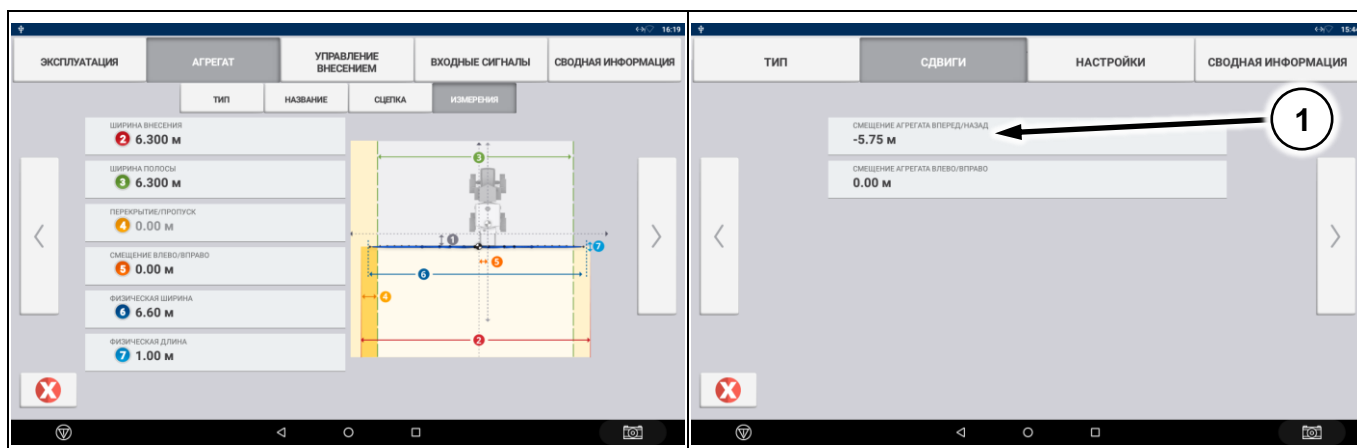 16:19
ЭКСПЛУАТАЦИЯ
АГРЕГАТ
УПРАВЛЕНИЕ
ВНЕСЕНИЕМ
ВХОДНЫЕ СИГНАЛЫ
СВОДНАЯ ИНФОРМАЦИЯ
ТИП
НАЗВАНИЕ
СЦЕПКА
ИЗМЕРЕНИЯ
ШИРИНА ВНЕСЕНИЯ
2 6.300 м
ШИРИНА ПОЛОСЫ
3 6.300 м
ПЕРЕКРЫТИЕ/ПРОПУСК
4 0.00 м
СМЕЩЕНИЕ ВЛЕВО/ВПРАВО
5 0.00 м
ФИЗИЧЕСКАЯ ШИРИНА
6 6.60 м
ФИЗИЧЕСКАЯ ДЛИНА
7 1.00 м
3
1
7
5
6
4
2
X
15:44
ТИП
СДВИГИ
НАСТРОЙКИ
СВОДНАЯ ИНФОРМАЦИЯ
СМЕЩЕНИЕ АГРЕГАТА ВПЕРЕД/НАЗАД
-5.75 м
1
СМЕЩЕНИЕ АГРЕГАТА ВЛЕВО/ВПРАВО
0.00 м
X